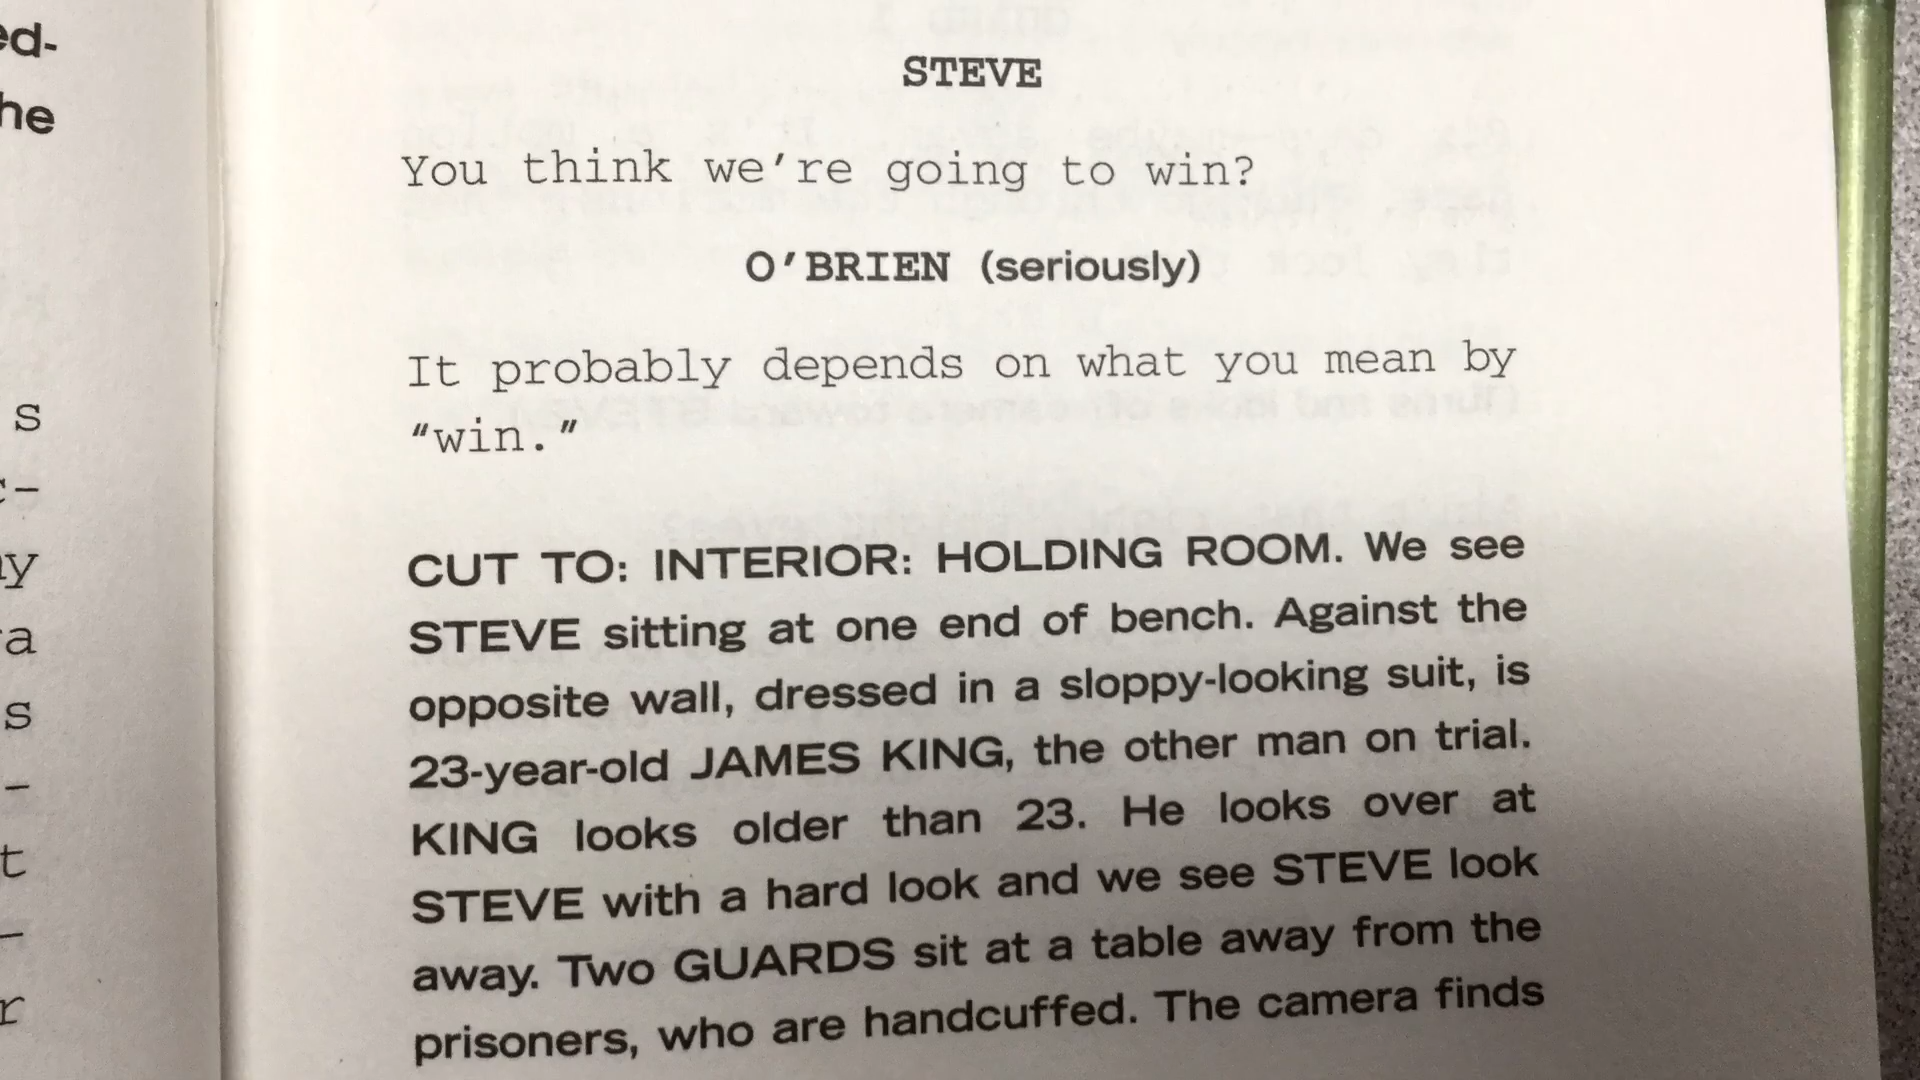 ed-
he
s
c-
y
a
s
-
t
-
r
STEVE
You think we're going to win?
O'BRIEN (seriously)
It probably depends on what you mean by
“win.”
CUT TO: INTERIOR: HOLDING ROOM. We see
STEVE sitting at one end of bench. Against the
opposite wall, dressed in a sloppy-looking suit, is
23-year-old JAMES KING, the other man on trial.
KING looks older than 23. He looks over at
STEVE with a hard look and we see STEVE look
away. Two GUARDS sit at a table away from the
prisoners, who are handcuffed. The camera finds